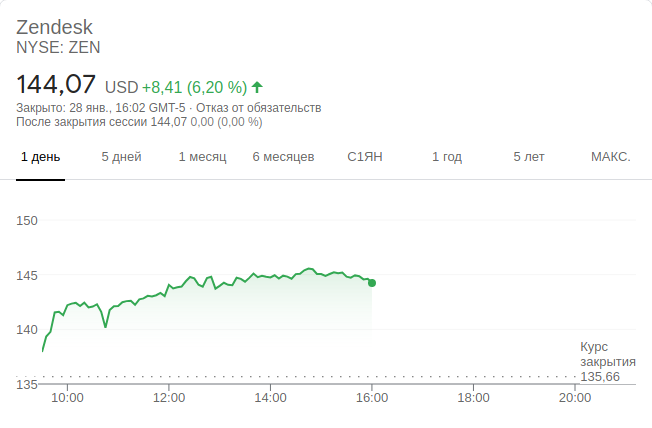 Zendesk
NYSE: ZEN
144,07 USD +8,41 (6,20 %)
Закрыто: 28 янв., 16:02 GMT-5 · Отказ от обязательств
После закрытия сессии 144,07 0,00 (0,00 %)
1 день 5 дней 1 месяц 6 месяцев С1ЯН 1 год 5 лет МАКС.
150
145
140
Курс
закрытия
135,66
135
10:00 12:00 14:00 16:00 18:00 20:00